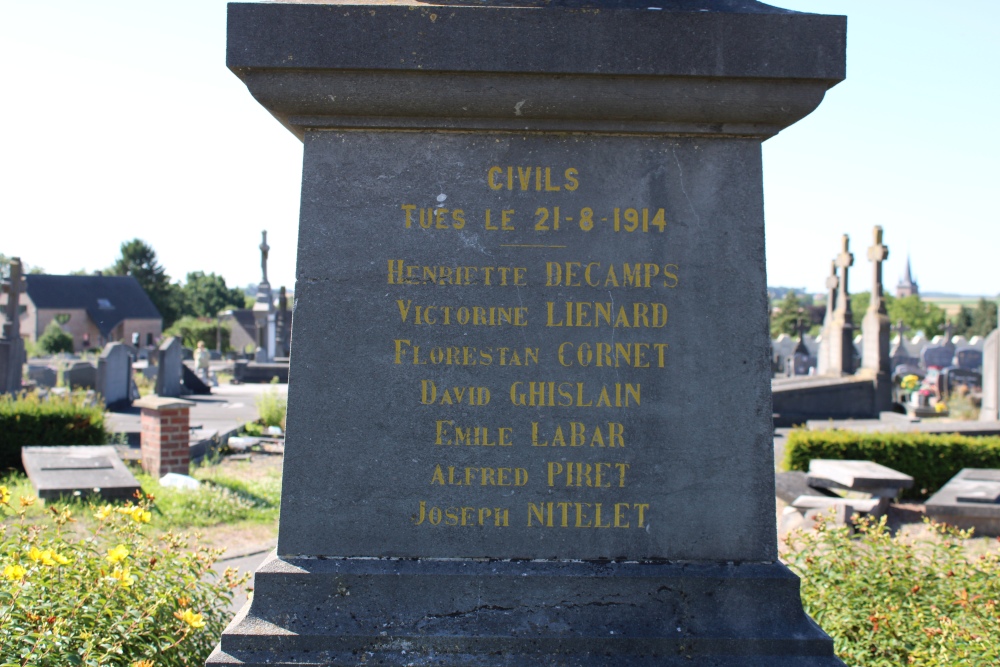 CIVILS
TUES LE 21-8-1914
HENRIETTE DECAMPS
VICTORINE LIENARD
FLORESTAN CORNET
DAVID GHISLAIN
EMILE LABAR
ALFRED PIRET
JOSEPH NITELET